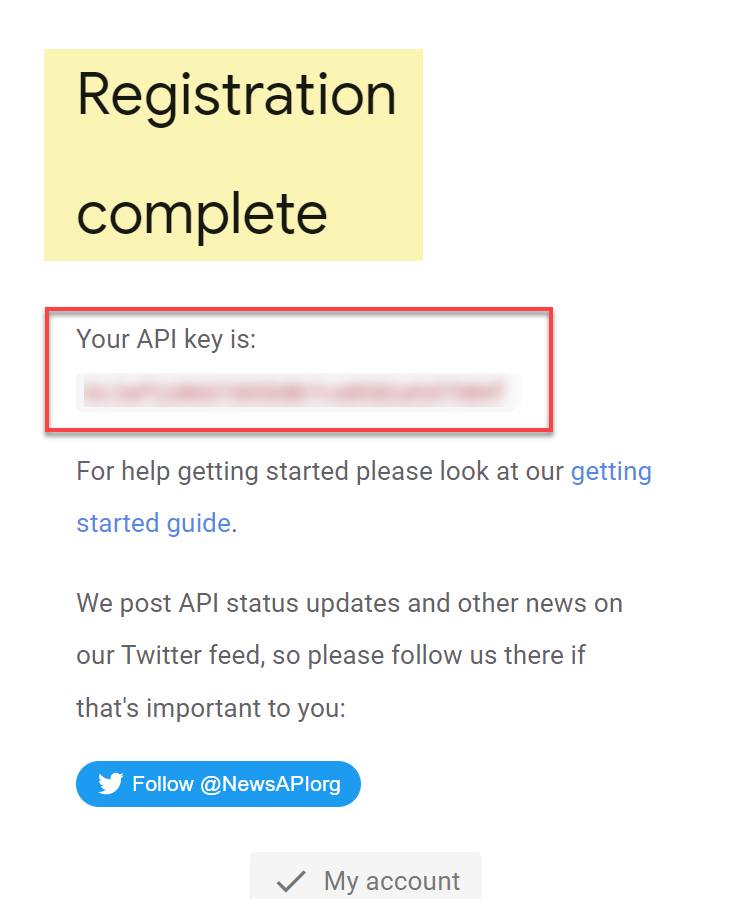 Registration
complete
Your API key is:
For help getting started please look at our getting
started guide.
We post API status updates and other news on
our Twitter feed, so please follow us there if
that's important to you:
Follow @NewsAPIorg
My account